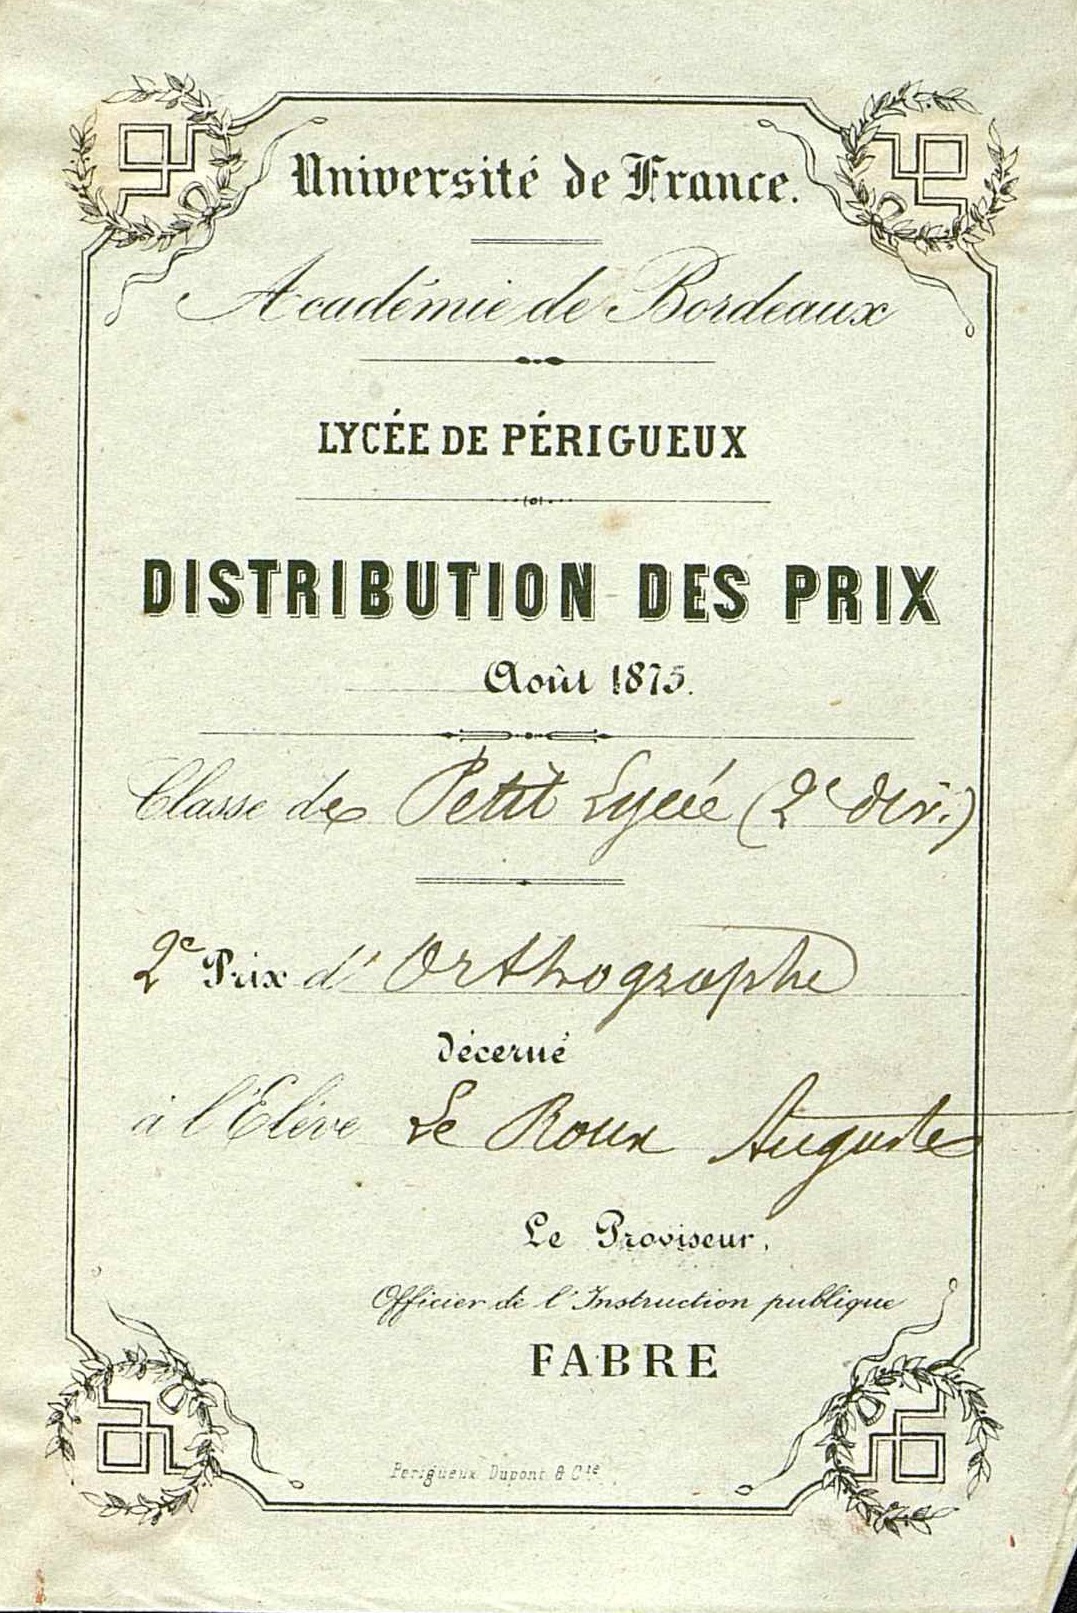 Université de France.
Académie de Bordeaux
LYCÉE DE PÉRIGUEUX
DISTRIBUTION DES PRIX
Août 1875.
Classe de Petit Lycée (2e div.)
2e Prix d'Orthographe
décerné
à l'Elève Le Roux Auguste
Le Proviseur,
Officier de l'Instruction publique
FABRE
Périgueux, Dupont & Cie